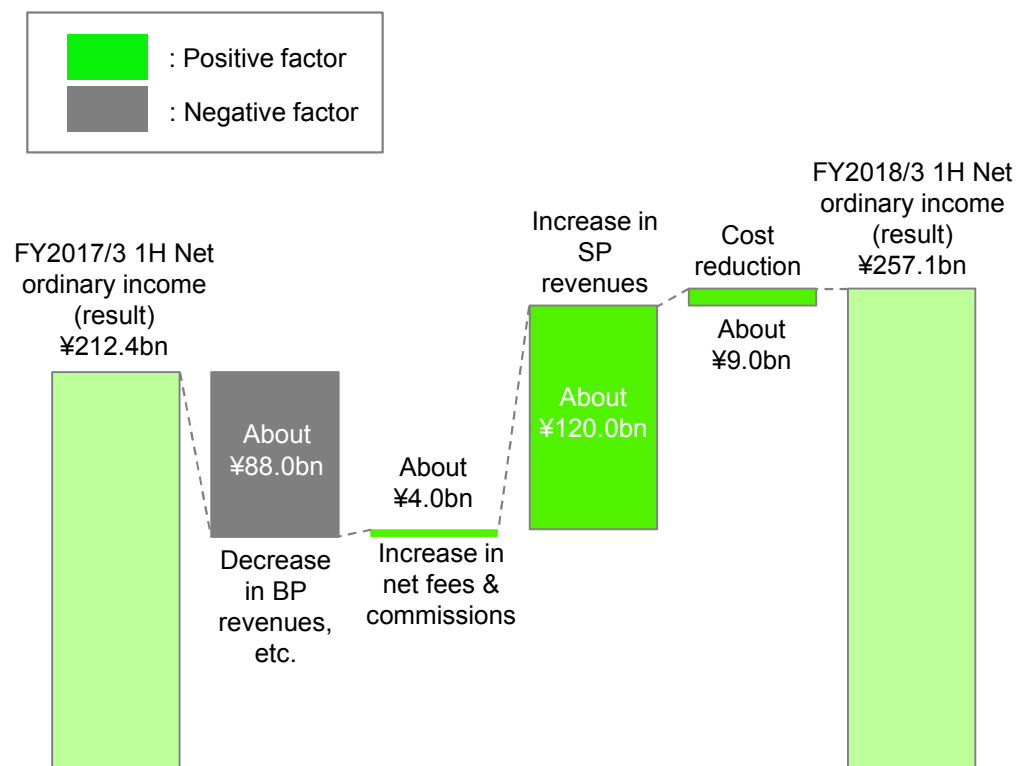 : Positive factor
: Negative factor
FY2017/3 1H Net
ordinary income
(result)
¥212.4bn
About
¥88.0bn
Decrease
in BP
revenues,
etc.
About
¥4.0bn
Increase in
net fees &
commissions
Increase in
SP
revenues
About
¥120.0bn
Cost
reduction
About
¥9.0bn
FY2018/3 1H Net
ordinary income
(result)
¥257.1bn